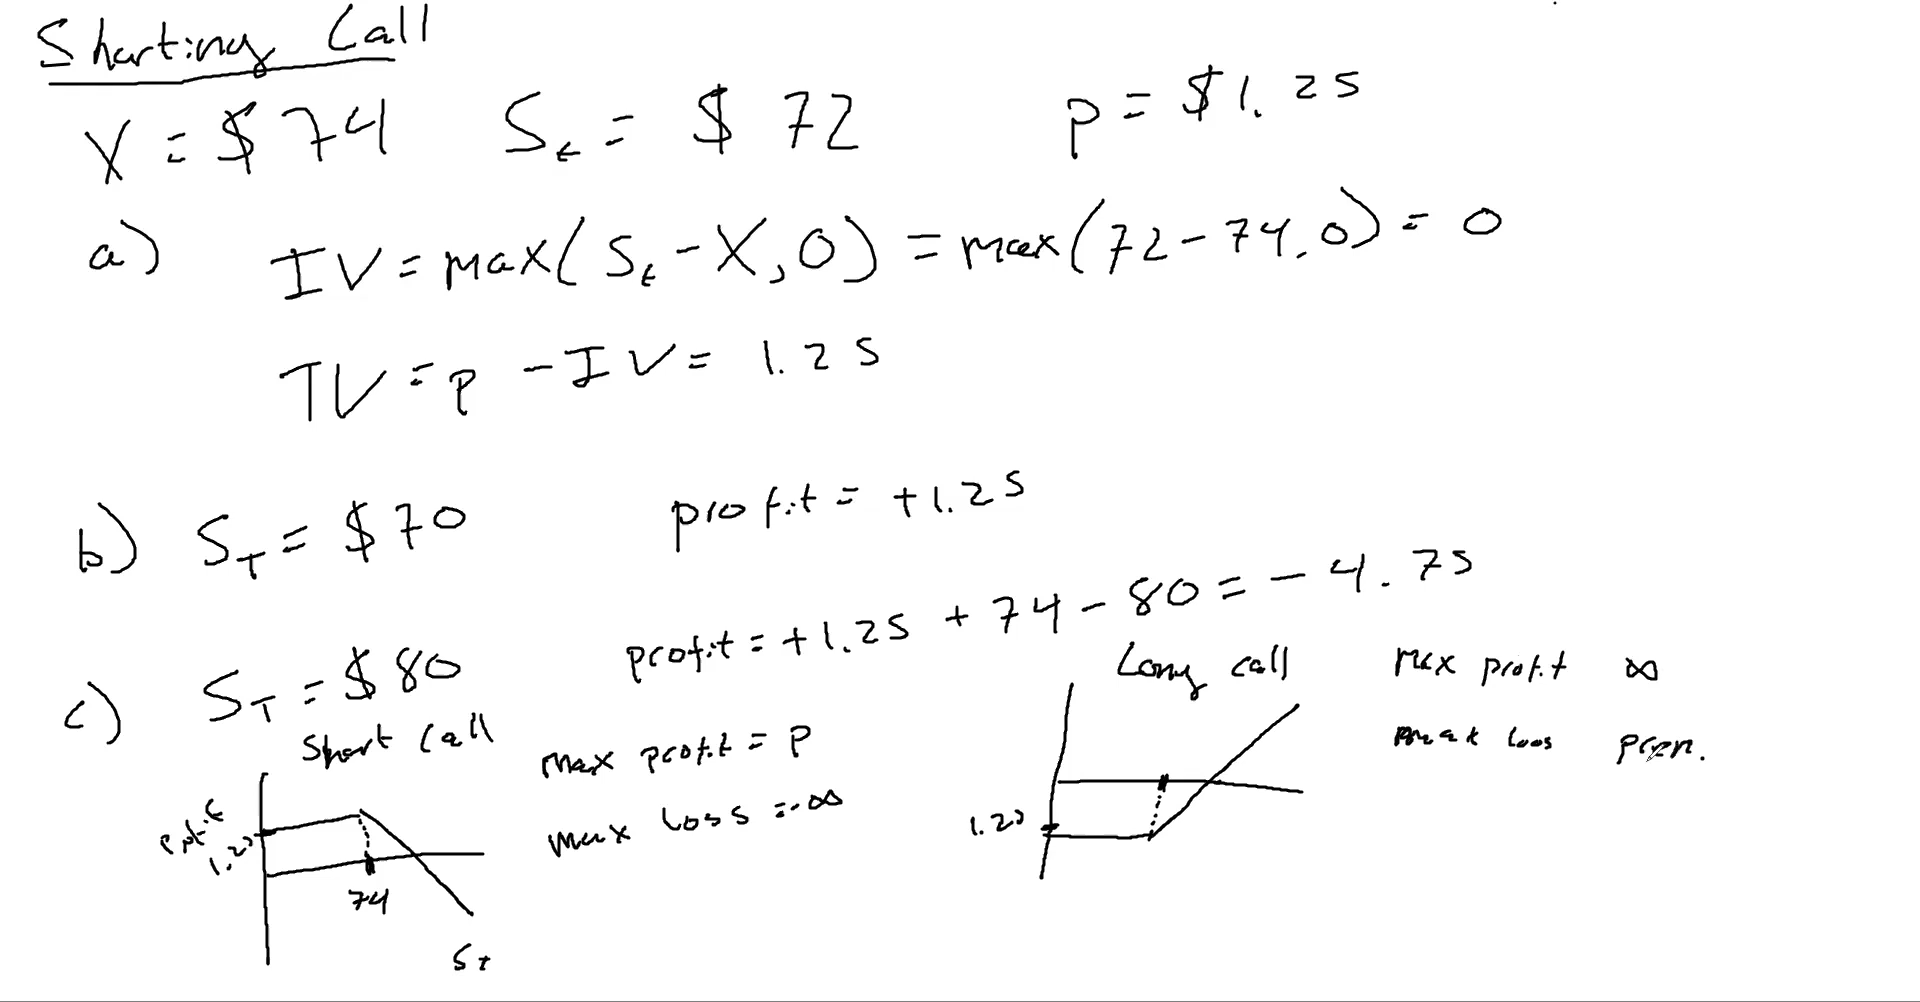 Shorting Call
X = $74 S_t = $ 72 p = $1.25
a) IV = max(S_t - X, 0) = max(72-74,0) = 0
TV = p - IV = 1.25
b) S_T = $70 profit = +1.25
c) S_T = $80 profit = +1.25 + 74 - 80 = -4.75
Short Call
max profit = P
max loss = -∞
profit
1.25
74
S_T
Long call
1.25
max profit ∞
max loss prem.